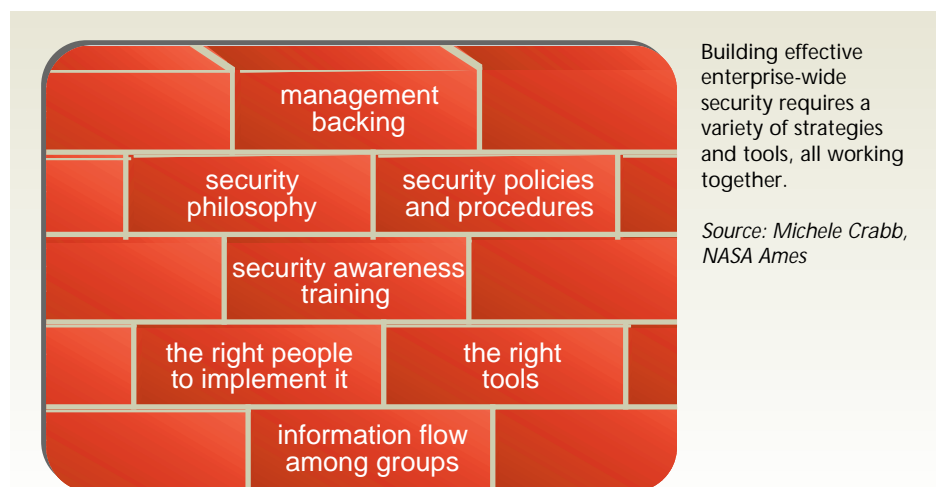 management
backing
security
philosophy
security policies
and procedures
security awareness
training
the right people
to implement it
the right
tools
information flow
among groups
Building effective
enterprise-wide
security requires a
variety of strategies
and tools, all working
together.
Source: Michele Crabb,
NASA Ames